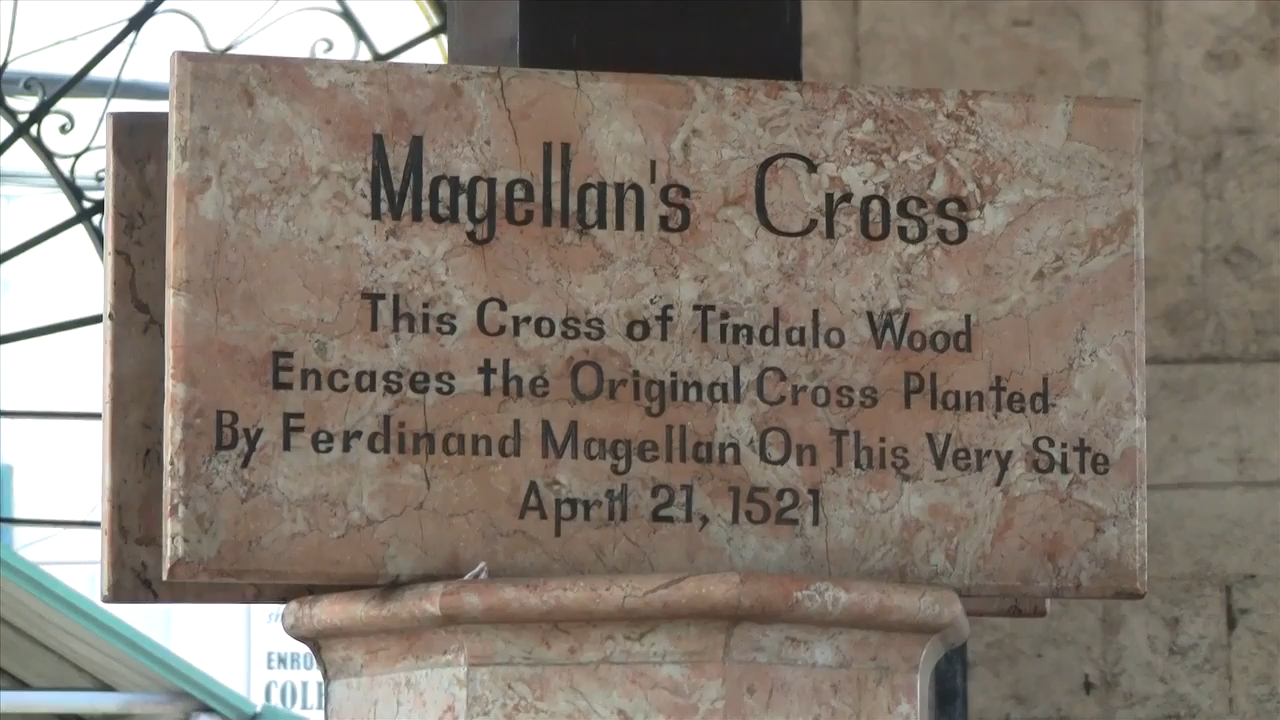 Magellan's Cross
This Cross of Tindalo Wood
Encases the Original Cross Planted
By Ferdinand Magellan On This Very Site
April 21, 1521